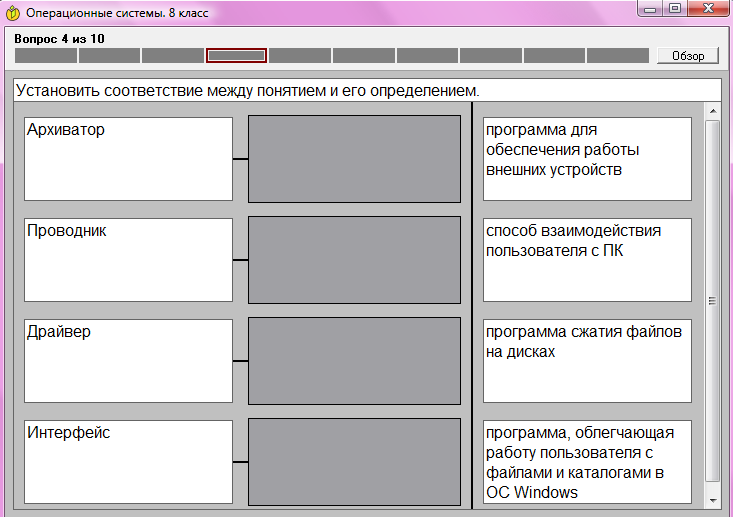 Операционные системы. 8 класс
Вопрос 4 из 10
Обзор
Установить соответствие между понятием и его определением.
Архиватор
программа для
обеспечения работы
внешних устройств
Проводник
способ взаимодействия
пользователя с ПК
Драйвер
программа сжатия файлов
на дисках
Интерфейс
программа, облегчающая
работу пользователя с
файлами и каталогами в
ОС Windows